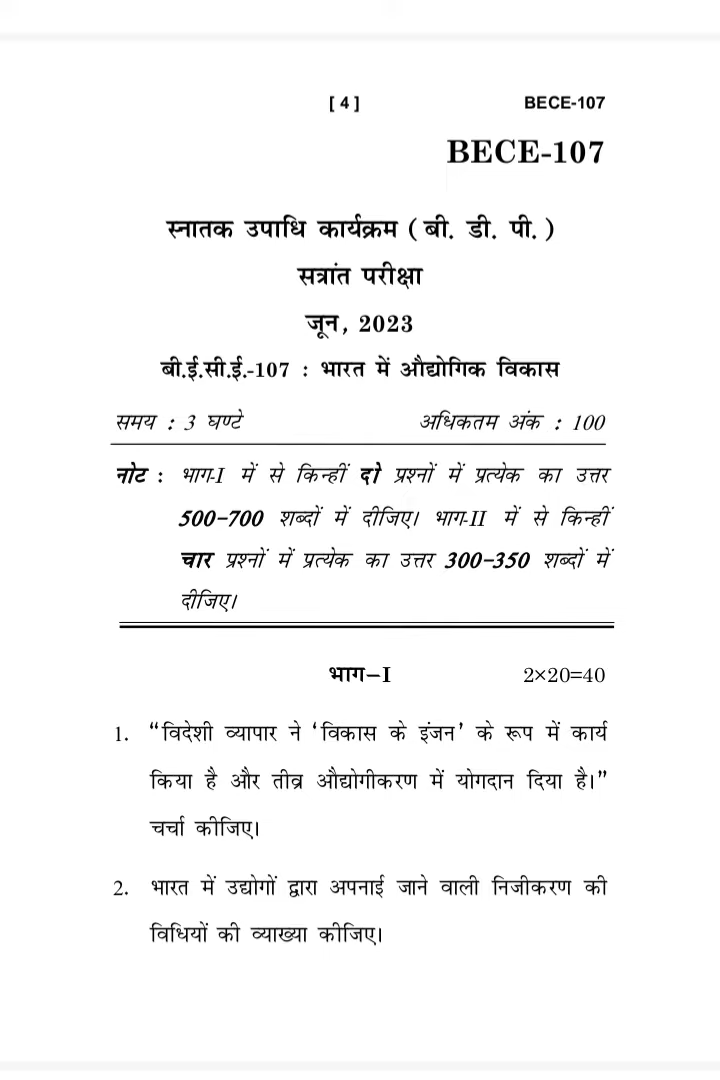 [ 4 ] BECE-107
BECE-107
स्नातक उपाधि कार्यक्रम ( बी. डी. पी. )
सत्रांत परीक्षा
जून, 2023
बी.ई.सी.ई.-107 : भारत में औद्योगिक विकास
समय : 3 घण्टे अधिकतम अंक : 100
नोट : भाग-I में से किन्हीं दो प्रश्नों में प्रत्येक का उत्तर
500–700 शब्दों में दीजिए। भाग-II में से किन्हीं
चार प्रश्नों में प्रत्येक का उत्तर 300–350 शब्दों में
दीजिए।
भाग–I 2×20=40
1. “विदेशी व्यापार ने ‘विकास के इंजन’ के रूप में कार्य
किया है और तीव्र औद्योगीकरण में योगदान दिया है।”
चर्चा कीजिए।
2. भारत में उद्योगों द्वारा अपनाई जाने वाली निजीकरण की
विधियों की व्याख्या कीजिए।